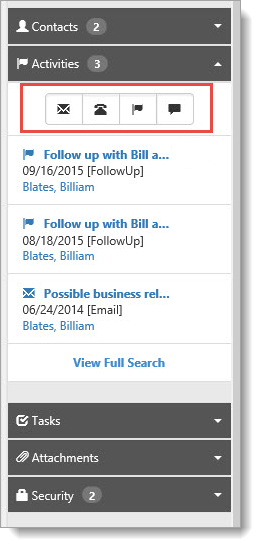 Contacts 2
Activities 3
Follow up with Bill a...
09/16/2015 [FollowUp]
Blates, Billiam
Follow up with Bill a...
08/18/2015 [FollowUp]
Blates, Billiam
Possible business rel...
06/24/2014 [Email]
Blates, Billiam
View Full Search
Tasks
Attachments
Security 2